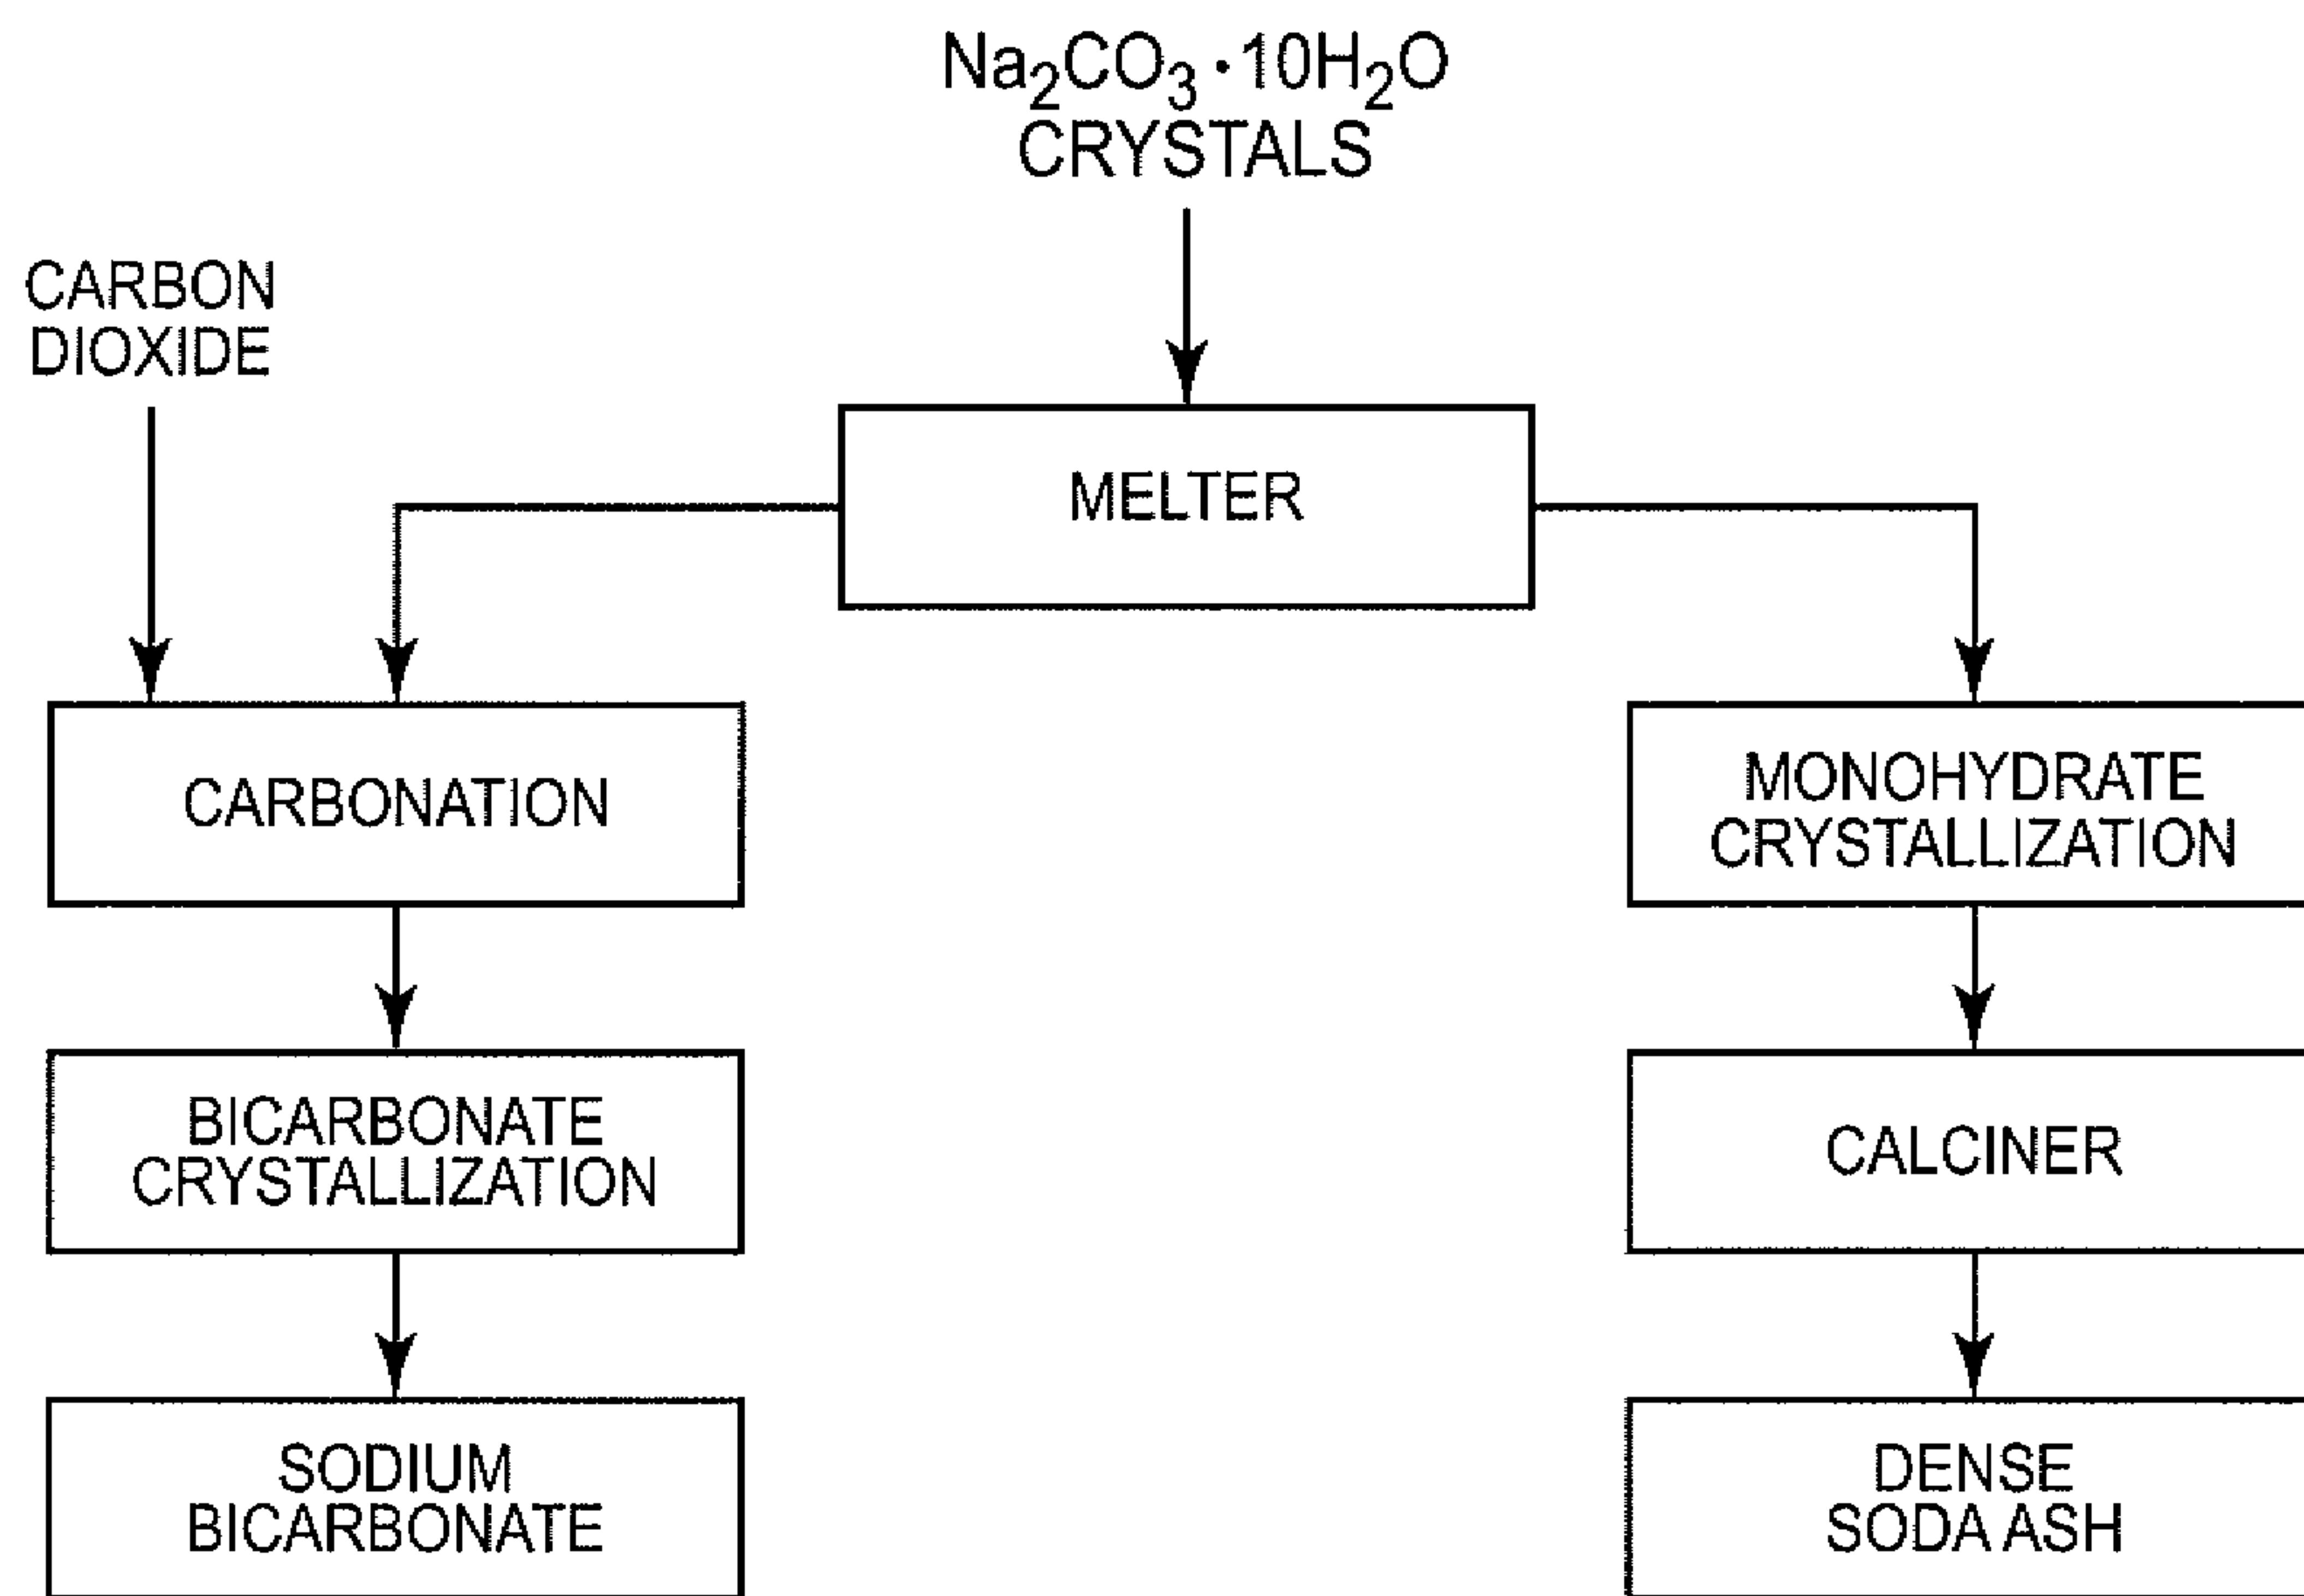 Na₂CO₃·10H₂O
CRYSTALS
CARBON
DIOXIDE
MELTER
CARBONATION
MONOHYDRATE
CRYSTALLIZATION
BICARBONATE
CRYSTALLIZATION
CALCINER
SODIUM
BICARBONATE
DENSE
SODA ASH